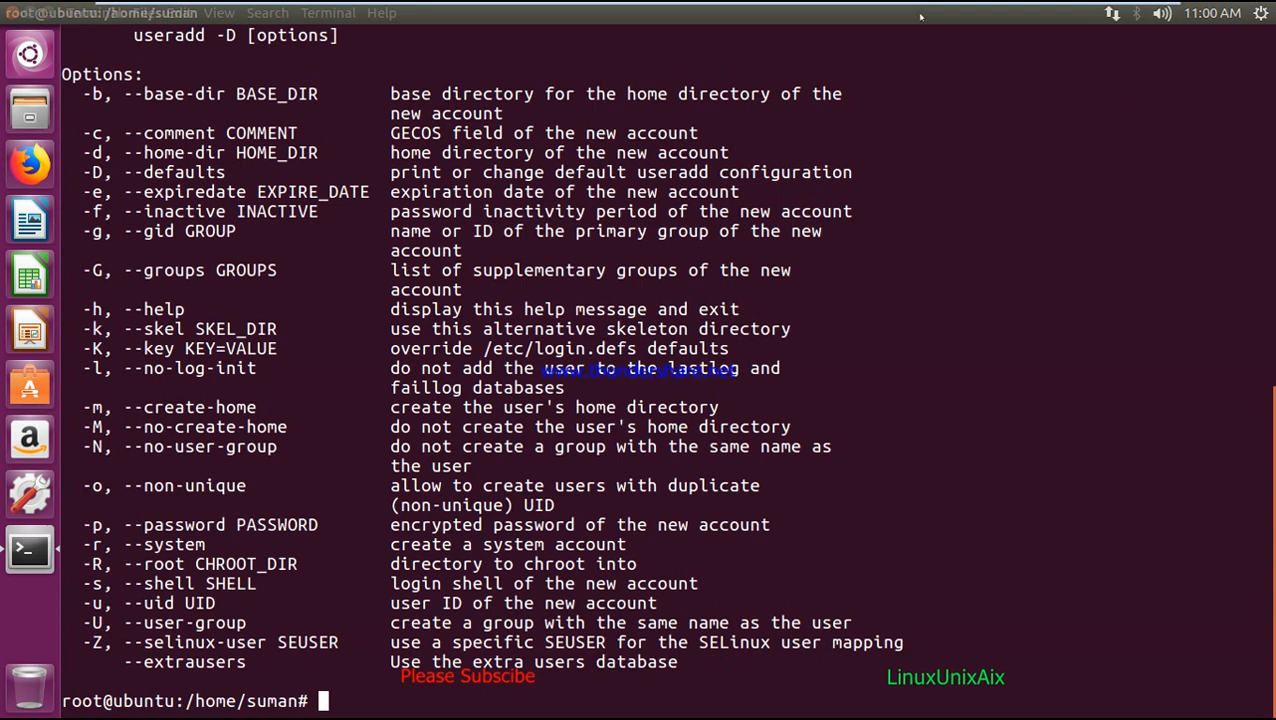 root@ubuntu: /home/suman View Search Terminal Help 11:00 AM
useradd -D [options]
Options:
-b, --base-dir BASE_DIR base directory for the home directory of the
new account
-c, --comment COMMENT GECOS field of the new account
-d, --home-dir HOME_DIR home directory of the new account
-D, --defaults print or change default useradd configuration
-e, --expiredate EXPIRE_DATE expiration date of the new account
-f, --inactive INACTIVE password inactivity period of the new account
-g, --gid GROUP name or ID of the primary group of the new
account
-G, --groups GROUPS list of supplementary groups of the new
account
-h, --help display this help message and exit
-k, --skel SKEL_DIR use this alternative skeleton directory
-K, --key KEY=VALUE override /etc/login.defs defaults
-l, --no-log-init do not add the user to the lastlog and
www.thundershare.net
faillog databases
-m, --create-home create the user's home directory
-M, --no-create-home do not create the user's home directory
-N, --no-user-group do not create a group with the same name as
the user
-o, --non-unique allow to create users with duplicate
(non-unique) UID
-p, --password PASSWORD encrypted password of the new account
-r, --system create a system account
-R, --root CHROOT_DIR directory to chroot into
-s, --shell SHELL login shell of the new account
-u, --uid UID user ID of the new account
-U, --user-group create a group with the same name as the user
-Z, --selinux-user SEUSER use a specific SEUSER for the SELinux user mapping
--extrausers Use the extra users database
Please Subscibe LinuxUnixAix
root@ubuntu:/home/suman#